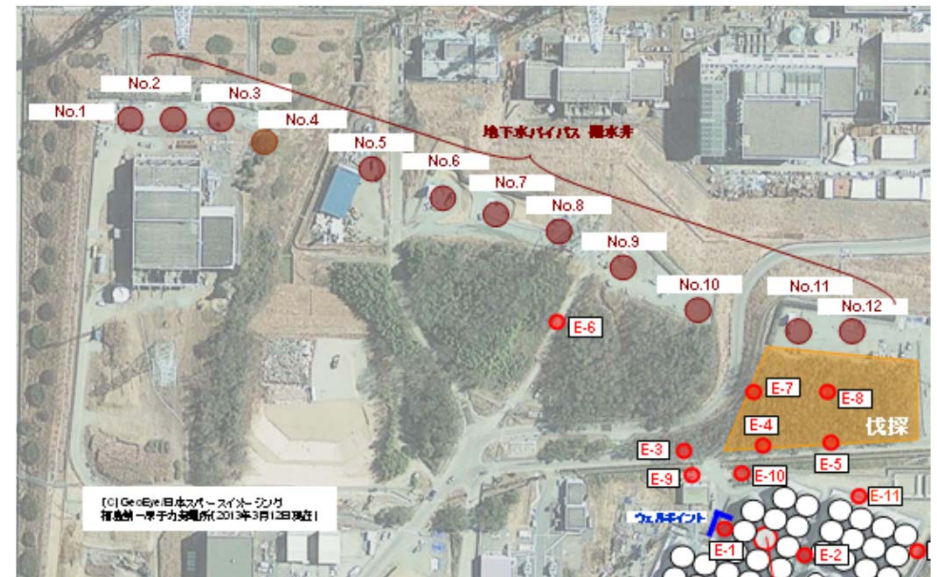 No.1
No.2
No.3
No.4
No.5
No.6
No.7
No.8
No.9
No.10
No.11
No.12
地下水バイパス 揚水井
E-6
E-7
E-8
伐採
E-4
E-3
E-5
E-9
E-10
E-11
ウェルポイント
E-1
E-2
(C)GeoEye/日本スペースイメージング
福島第一原子力発電所(2013年3月12日現在)